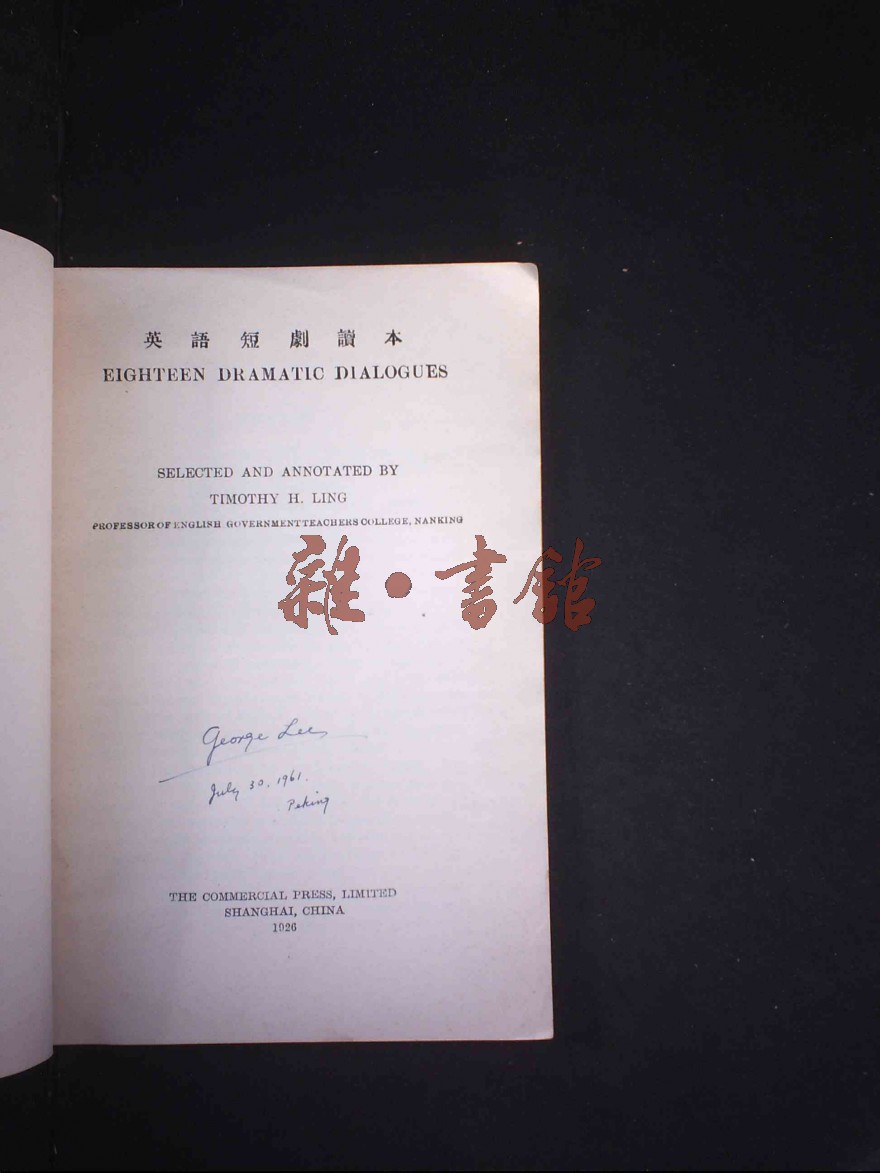 英語短劇讀本
EIGHTEEN DRAMATIC DIALOGUES
SELECTED AND ANNOTATED BY
TIMOTHY H. LING
PROFESSOR OF ENGLISH GOVERNMENT TEACHERS COLLEGE, NANKING
雜·書館
George Lee
July 30, 1961.
Peking
THE COMMERCIAL PRESS, LIMITED
SHANGHAI, CHINA
1926